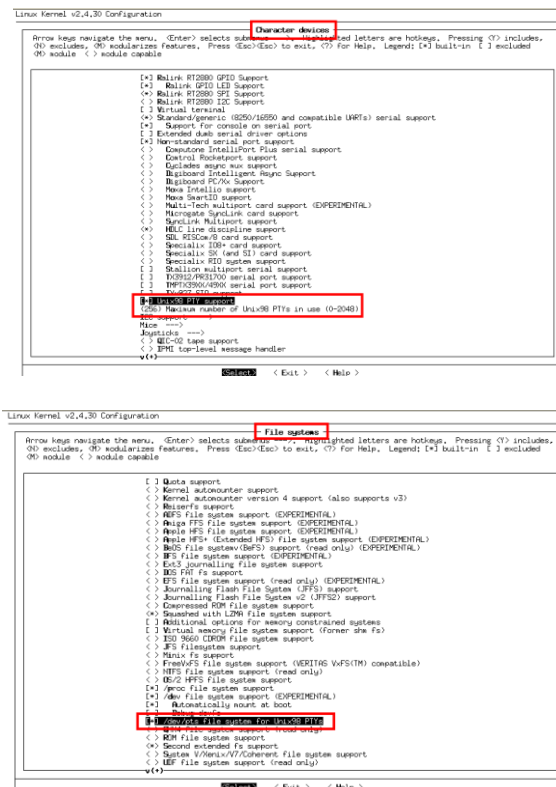 Linux Kernel v2.4.30 Configuration
Character devices
Arrow keys navigate the menu. <Enter> selects submenus --->. Highlighted letters are hotkeys. Pressing <Y> includes,
<N> excludes, <M> modularizes features. Press <Esc><Esc> to exit, <?> for Help. Legend: [*] built-in [ ] excluded
<M> module < > module capable
[*] Ralink RT2880 GPIO Support
[*] Ralink GPIO LED Support
<*> Ralink RT2880 SPI Support
< > Ralink RT2880 I2C Support
[ ] Virtual terminal
<*> Standard/generic (8250/16550 and compatible UARTs) serial support
[*] Support for console on serial port
[ ] Extended dumb serial driver options
[*] Non-standard serial port support
< > Computone IntelliPort Plus serial support
< > Comtrol Rocketport support
< > Cyclades async mux support
< > Digiboard Intelligent Async Support
< > Digiboard PC/Xx Support
< > Moxa Intellio support
< > Moxa SmartIO support
< > Multi-Tech multiport card support (EXPERIMENTAL)
< > Microgate SyncLink card support
< > SyncLink Multiport support
<*> HDLC line discipline support
< > SDL RISCom/8 card support
< > Specialix IO8+ card support
< > Specialix SX (and SI) card support
< > Specialix RIO system support
[ ] Stallion multiport serial support
[ ] TX3912/PR31700 serial port support
[ ] TMPTX39XX/49XX serial port support
[*] Unix98 PTY support
(256) Maximum number of Unix98 PTYs in use (0-2048)
I2C support --->
Mice --->
Joysticks --->
< > QIC-02 tape support
< > IPMI top-level message handler
v(+)
<Select> < Exit > < Help >
Linux Kernel v2.4.30 Configuration
File systems
Arrow keys navigate the menu. <Enter> selects submenus --->. Highlighted letters are hotkeys. Pressing <Y> includes,
<N> excludes, <M> modularizes features. Press <Esc><Esc> to exit, <?> for Help. Legend: [*] built-in [ ] excluded
<M> module < > module capable
[ ] Quota support
< > Kernel automounter support
< > Kernel automounter version 4 support (also supports v3)
< > Reiserfs support
< > ADFS file system support (EXPERIMENTAL)
< > Amiga FFS file system support (EXPERIMENTAL)
< > Apple HFS file system support (EXPERIMENTAL)
< > Apple HFS+ (Extended HFS) file system support (EXPERIMENTAL)
< > BeOS file systemv(BeFS) support (read only) (EXPERIMENTAL)
< > BFS file system support (EXPERIMENTAL)
< > Ext3 journalling file system support
< > DOS FAT fs support
< > EFS file system support (read only) (EXPERIMENTAL)
< > Journalling Flash File System (JFFS) support
< > Journalling Flash File System v2 (JFFS2) support
< > Compressed ROM file system support
<*> Squashed with LZMA file system support
[ ] Additional options for memory constrained systems
[ ] Virtual memory file system support (former shm fs)
< > ISO 9660 CDROM file system support
< > JFS filesystem support
< > Minix fs support
< > FreeVxFS file system support (VERITAS VxFS(TM) compatible)
< > NTFS file system support (read only)
< > OS/2 HPFS file system support
[*] /proc file system support
[*] /dev file system support (EXPERIMENTAL)
[*] Automatically mount at boot
[ ] Debug devfs
[*] /dev/pts file system for Unix98 PTYs
< > QNX4 file system support (read only)
< > ROM file system support
<*> Second extended fs support
< > System V/Xenix/V7/Coherent file system support
< > UDF file system support (read only)
v(+)
<Select> < Exit > < Help >